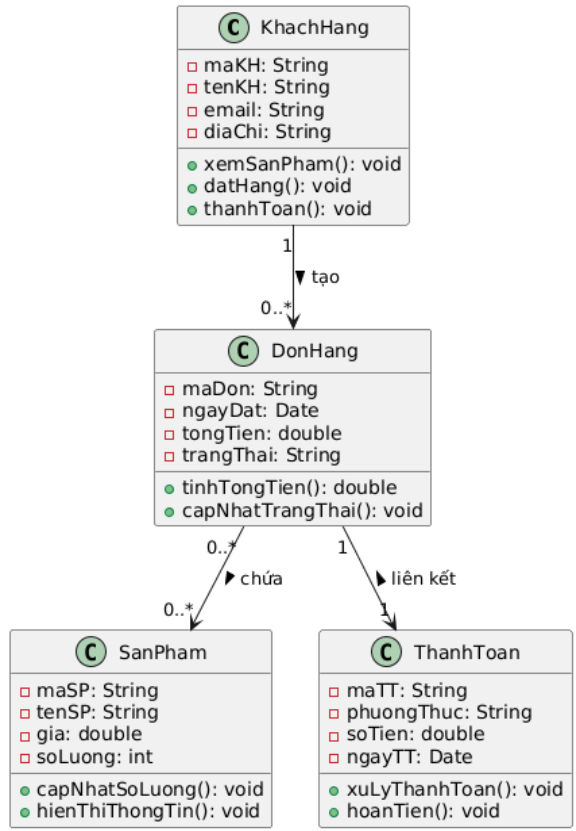 C KhachHang
maKH: String
tenKH: String
email: String
diaChi: String
xemSanPham(): void
datHang(): void
thanhToan(): void
1
tạo
0..*
C DonHang
maDon: String
ngayDat: Date
tongTien: double
trangThai: String
tinhTongTien(): double
capNhatTrangThai(): void
0..*
1
chứa
liên kết
0..*
1
C SanPham
maSP: String
tenSP: String
gia: double
soLuong: int
capNhatSoLuong(): void
hienThiThongTin(): void
C ThanhToan
maTT: String
phuongThuc: String
soTien: double
ngayTT: Date
xuLyThanhToan(): void
hoanTien(): void